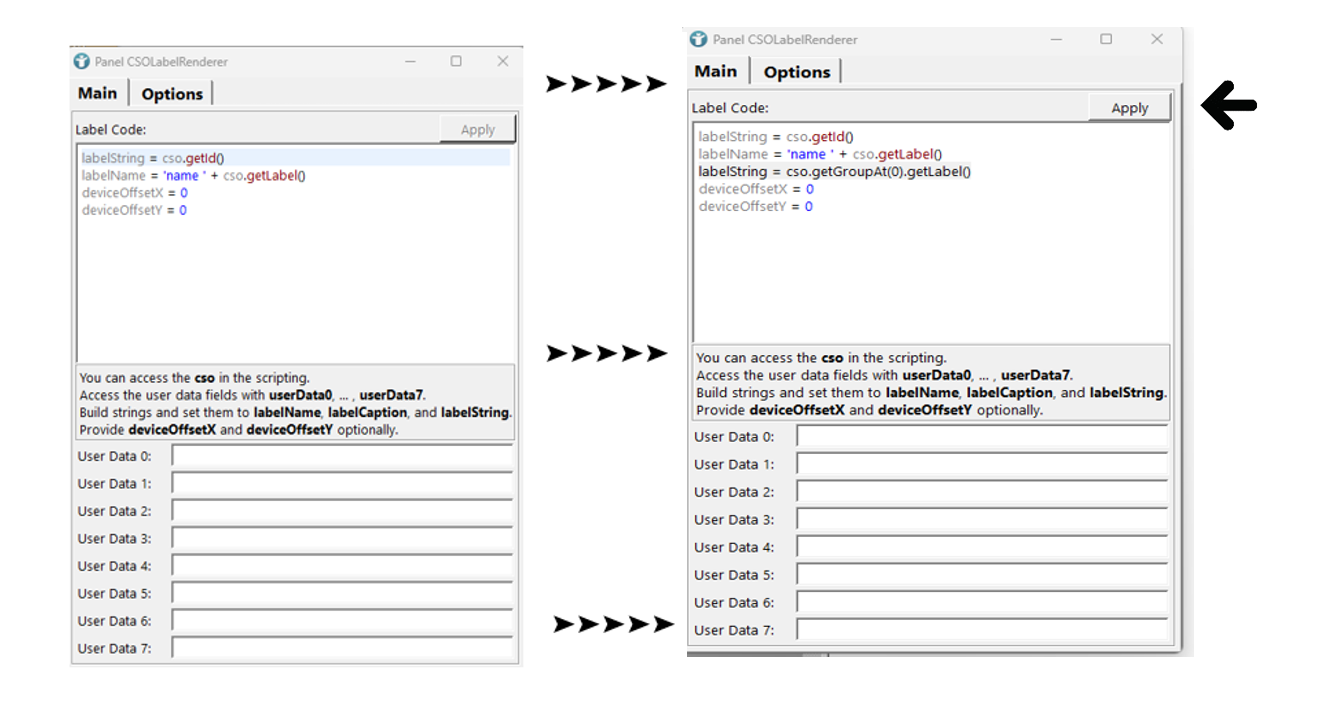 Panel CSOLabelRenderer
Main Options
Label Code: Apply
labelString = cso.getId()
labelName = 'name ' + cso.getLabel()
deviceOffsetX = 0
deviceOffsetY = 0
You can access the cso in the scripting.
Access the user data fields with userData0, ... , userData7.
Build strings and set them to labelName, labelCaption, and labelString.
Provide deviceOffsetX and deviceOffsetY optionally.
User Data 0:
User Data 1:
User Data 2:
User Data 3:
User Data 4:
User Data 5:
User Data 6:
User Data 7:
Panel CSOLabelRenderer
Main Options
Label Code: Apply
labelString = cso.getId()
labelName = 'name ' + cso.getLabel()
labelString = cso.getGroupAt(0).getLabel()
deviceOffsetX = 0
deviceOffsetY = 0
You can access the cso in the scripting.
Access the user data fields with userData0, ... , userData7.
Build strings and set them to labelName, labelCaption, and labelString.
Provide deviceOffsetX and deviceOffsetY optionally.
User Data 0:
User Data 1:
User Data 2:
User Data 3:
User Data 4:
User Data 5:
User Data 6:
User Data 7: